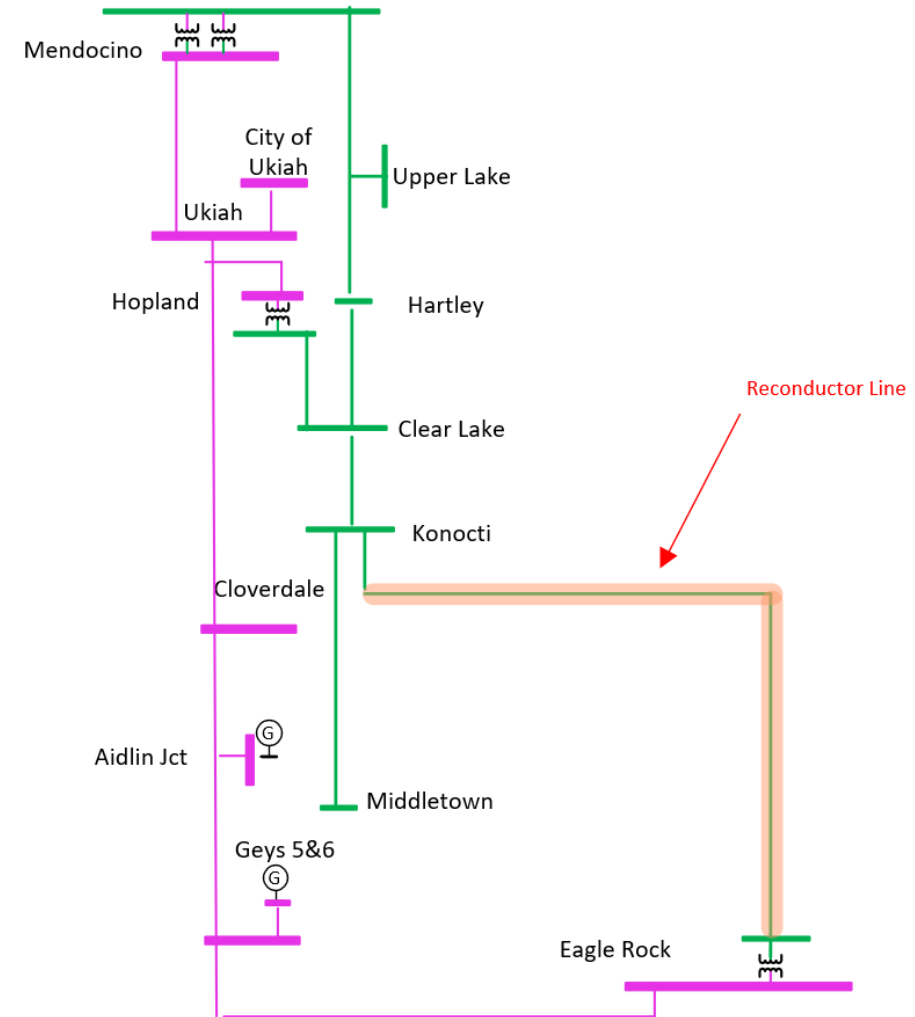 Mendocino
City of
Ukiah
Upper Lake
Ukiah
Hopland
Hartley
Reconductor Line
Clear Lake
Konocti
Cloverdale
G
Aidlin Jct
Middletown
Geys 5&6
G
Eagle Rock